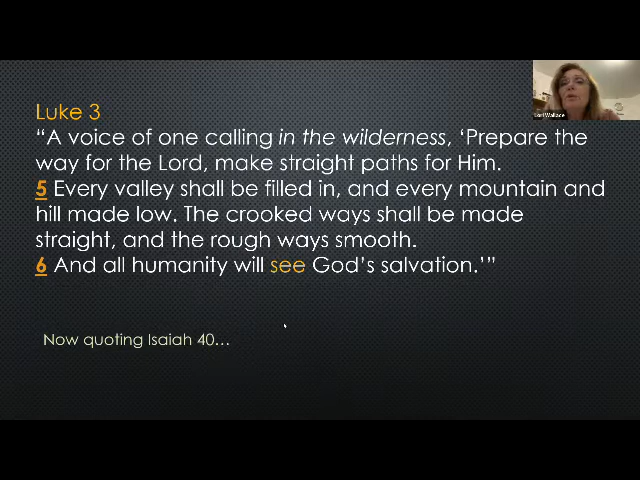 Luke 3
“A voice of one calling in the wilderness, ‘Prepare the
way for the Lord, make straight paths for Him.
5 Every valley shall be filled in, and every mountain and
hill made low. The crooked ways shall be made
straight, and the rough ways smooth.
6 And all humanity will see God’s salvation.’”
Now quoting Isaiah 40…
Lori Wallace